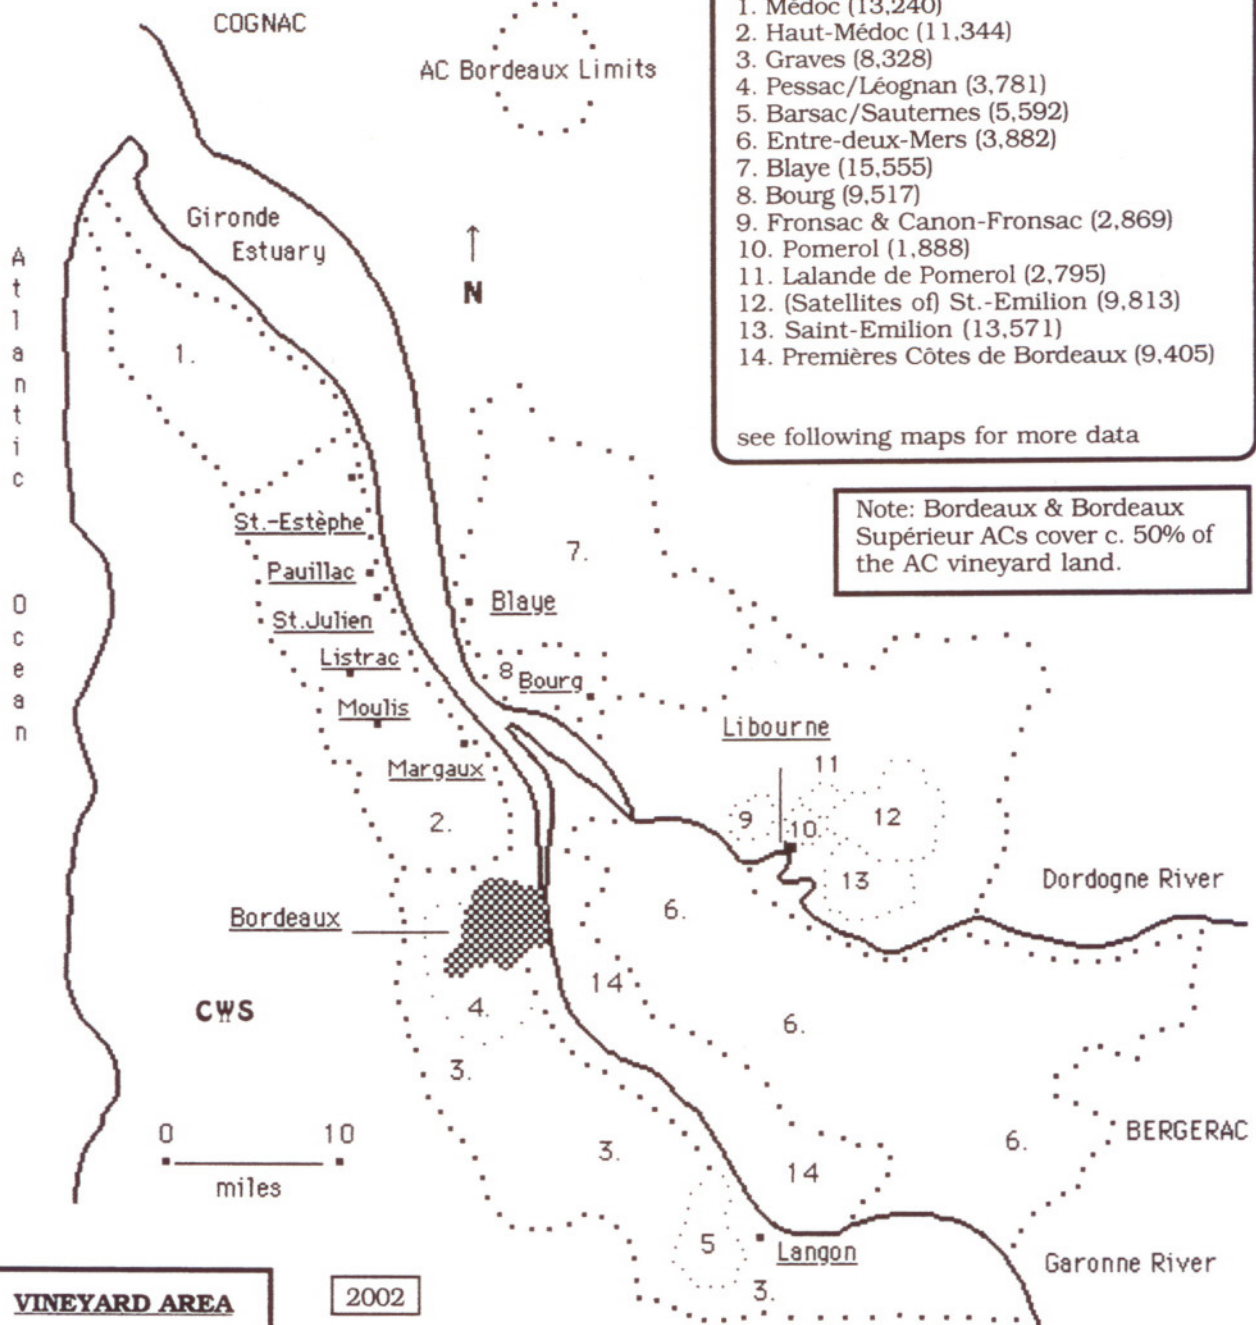 COGNAC
AC Bordeaux Limits
1. Médoc (13,240)
2. Haut-Médoc (11,344)
3. Graves (8,328)
4. Pessac/Léognan (3,781)
5. Barsac/Sauternes (5,592)
6. Entre-deux-Mers (3,882)
7. Blaye (15,555)
8. Bourg (9,517)
9. Fronsac & Canon-Fronsac (2,869)
10. Pomerol (1,888)
11. Lalande de Pomerol (2,795)
12. (Satellites of) St.-Emilion (9,813)
13. Saint-Emilion (13,571)
14. Premières Côtes de Bordeaux (9,405)
see following maps for more data
Note: Bordeaux & Bordeaux
Supérieur ACs cover c. 50% of
the AC vineyard land.
Gironde
Estuary
N
Atlantic Ocean
1.
St.-Estèphe
Pauillac
St.Julien
Listrac
Moulis
Margaux
2.
7.
Blaye
8
Bourg
Libourne
11
9
10.
12
13
Dordogne River
Bordeaux
6.
14
4.
6.
CWS
3.
0 10
miles
3.
14
6.
BERGERAC
5
Langon
3.
Garonne River
VINEYARD AREA
2002